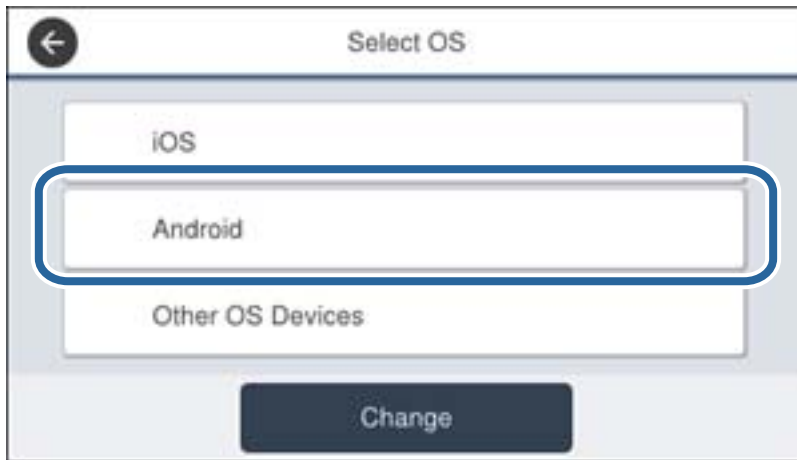 Select OS
iOS
Android
Other OS Devices
Change